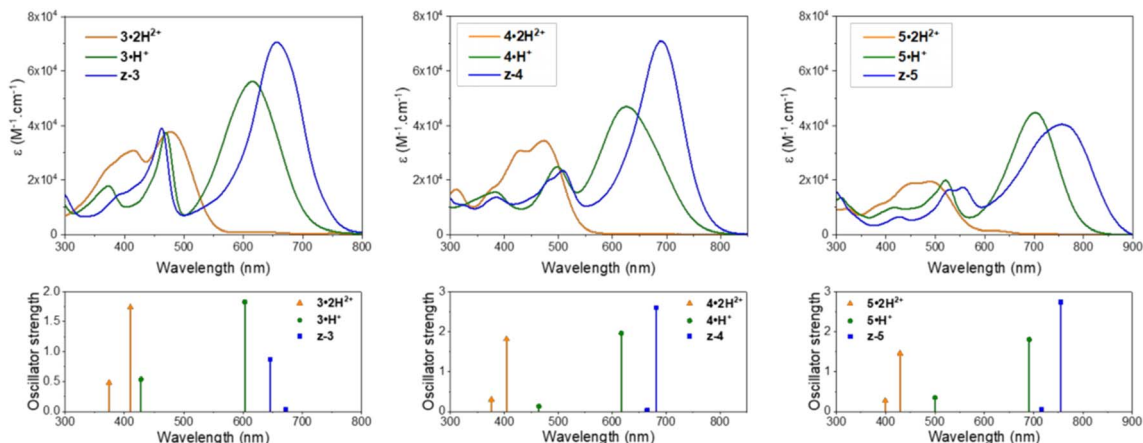 8x10⁴
6x10⁴
4x10⁴
2x10⁴
0
ε (M⁻¹.cm⁻¹)
3•2H²⁺
3•H⁺
z-3
300 400 500 600 700 800
Wavelength (nm)
8x10⁴
6x10⁴
4x10⁴
2x10⁴
0
ε (M⁻¹.cm⁻¹)
4•2H²⁺
4•H⁺
z-4
300 400 500 600 700 800
Wavelength (nm)
8x10⁴
6x10⁴
4x10⁴
2x10⁴
0
ε (M⁻¹.cm⁻¹)
5•2H²⁺
5•H⁺
z-5
300 400 500 600 700 800 900
Wavelength (nm)
2.0
1.5
1.0
0.5
0.0
Oscillator strength
3•2H²⁺
3•H⁺
z-3
300 400 500 600 700 800
Wavelength (nm)
3
2
1
0
Oscillator strength
4•2H²⁺
4•H⁺
z-4
300 400 500 600 700 800
Wavelength (nm)
3
2
1
0
Oscillator strength
5•2H²⁺
5•H⁺
z-5
300 400 500 600 700 800 900
Wavelength (nm)